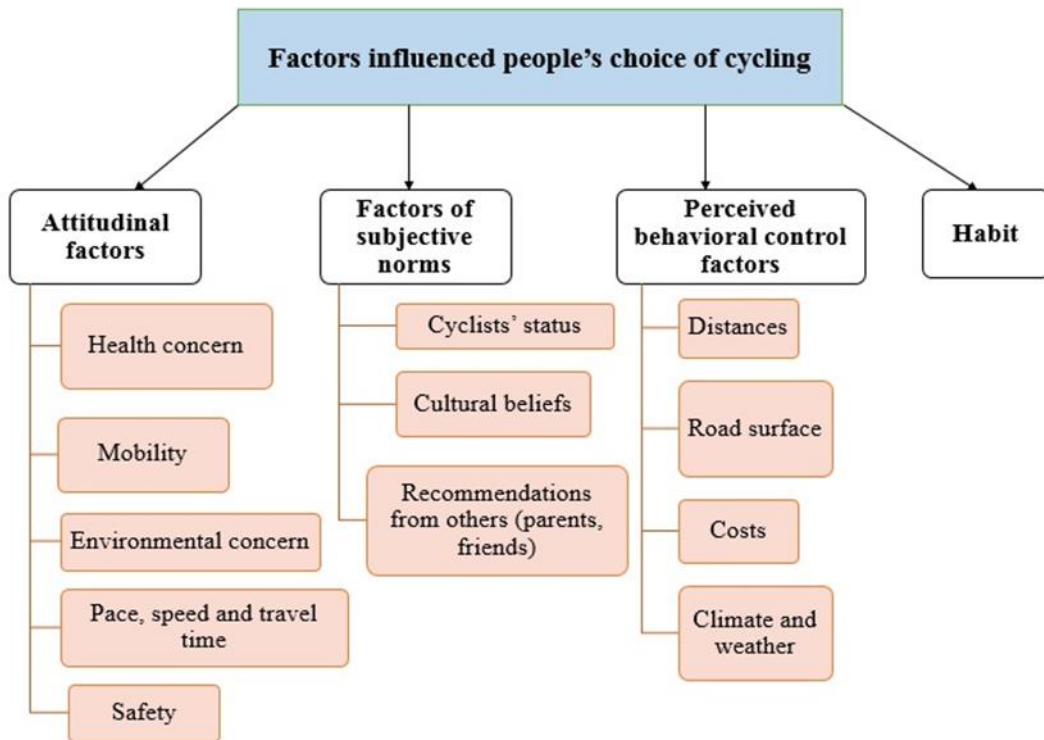 Factors influenced people’s choice of cycling
Attitudinal
factors
Health concern
Mobility
Environmental concern
Pace, speed and travel
time
Safety
Factors of
subjective
norms
Cyclists’ status
Cultural beliefs
Recommendations
from others (parents,
friends)
Perceived
behavioral control
factors
Distances
Road surface
Costs
Climate and
weather
Habit